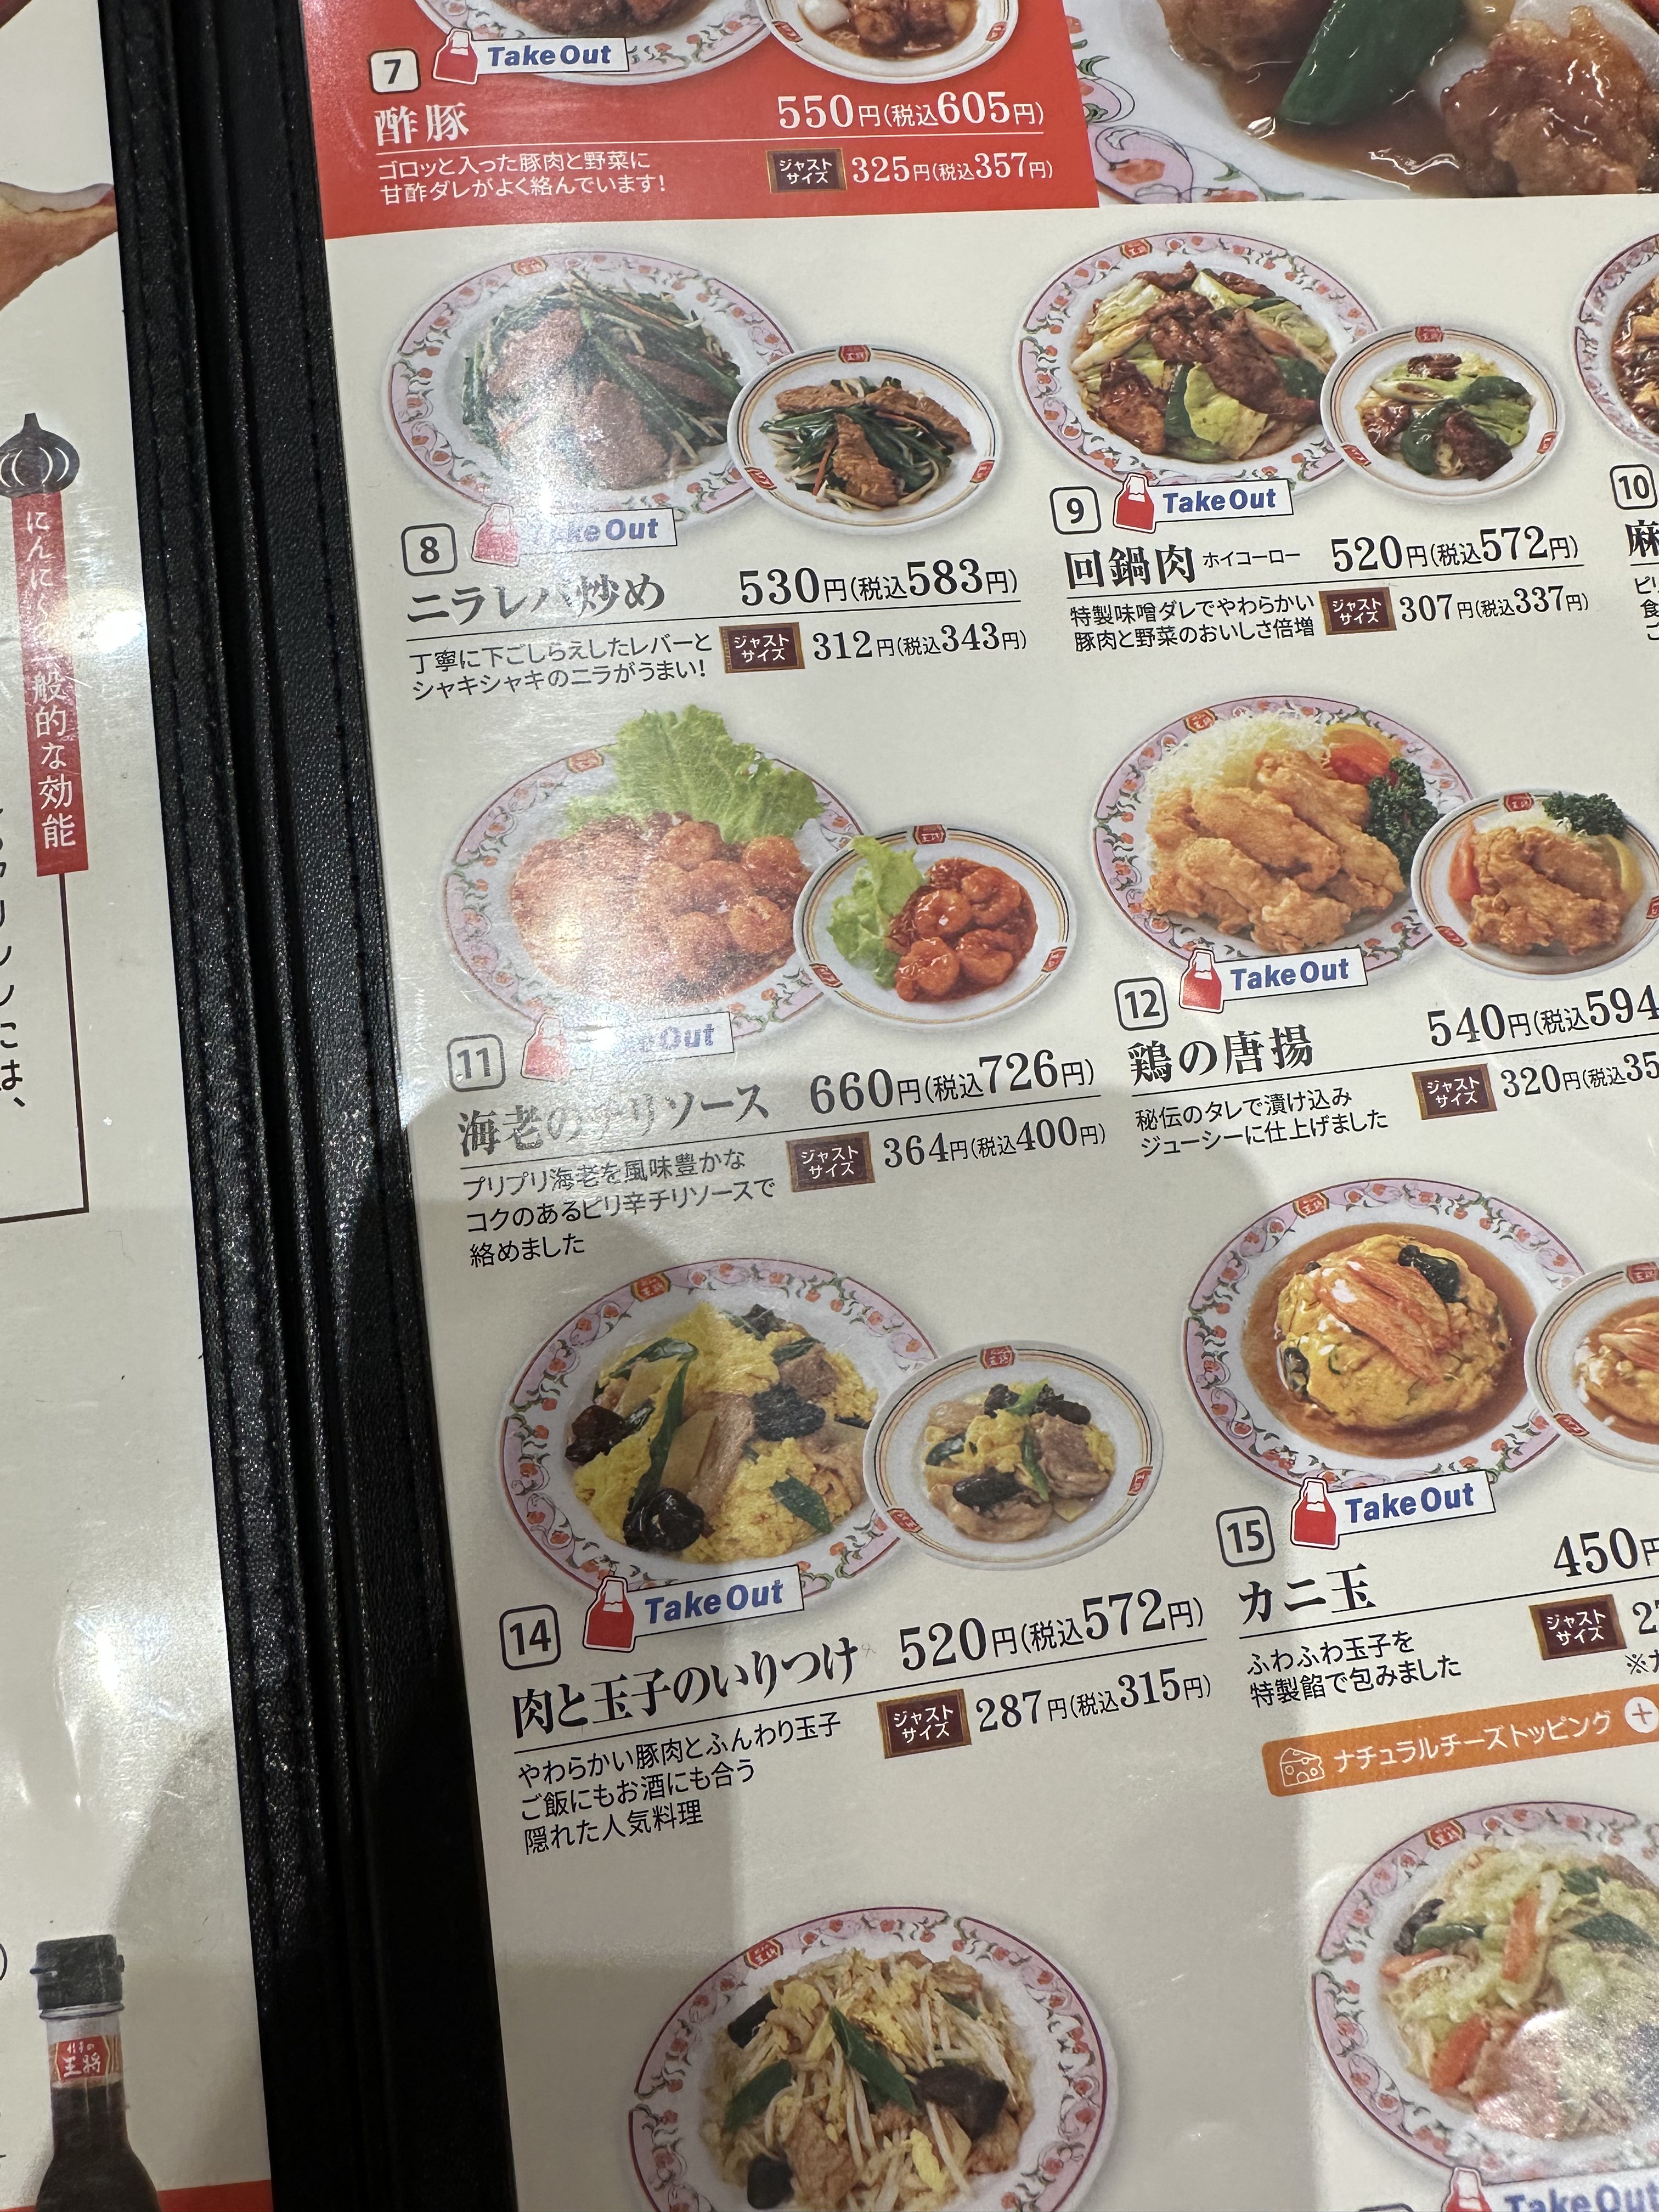 7
Take Out
酢豚
550円(税込605円)
ゴロッと入った豚肉と野菜に
甘酢ダレがよく絡んでいます!
ジャスト
サイズ
325円(税込357円)
8
Take Out
ニラレバ炒め
530円(税込583円)
丁寧に下ごしらえしたレバーと
シャキシャキのニラがうまい!
ジャスト
サイズ
312円(税込343円)
9
Take Out
回鍋肉 ホイコーロー
520円(税込572円)
特製味噌ダレでやわらかい
豚肉と野菜のおいしさ倍増
ジャスト
サイズ
307円(税込337円)
10
麻
ピリ
食
11
Take Out
海老のチリソース
660円(税込726円)
プリプリ海老を風味豊かな
コクのあるピリ辛チリソースで
絡めました
ジャスト
サイズ
364円(税込400円)
12
Take Out
鶏の唐揚
540円(税込594
秘伝のタレで漬け込み
ジューシーに仕上げました
ジャスト
サイズ
320円(税込35
14
Take Out
肉と玉子のいりつけ
520円(税込572円)
やわらかい豚肉とふんわり玉子
ご飯にもお酒にも合う
隠れた人気料理
ジャスト
サイズ
287円(税込315円)
15
Take Out
カニ玉
450円
ふわふわ玉子を
特製餡で包みました
ジャスト
サイズ
ナチュラルチーズトッピング +
Take Out
にんにくの一般的な効能
には、
王将